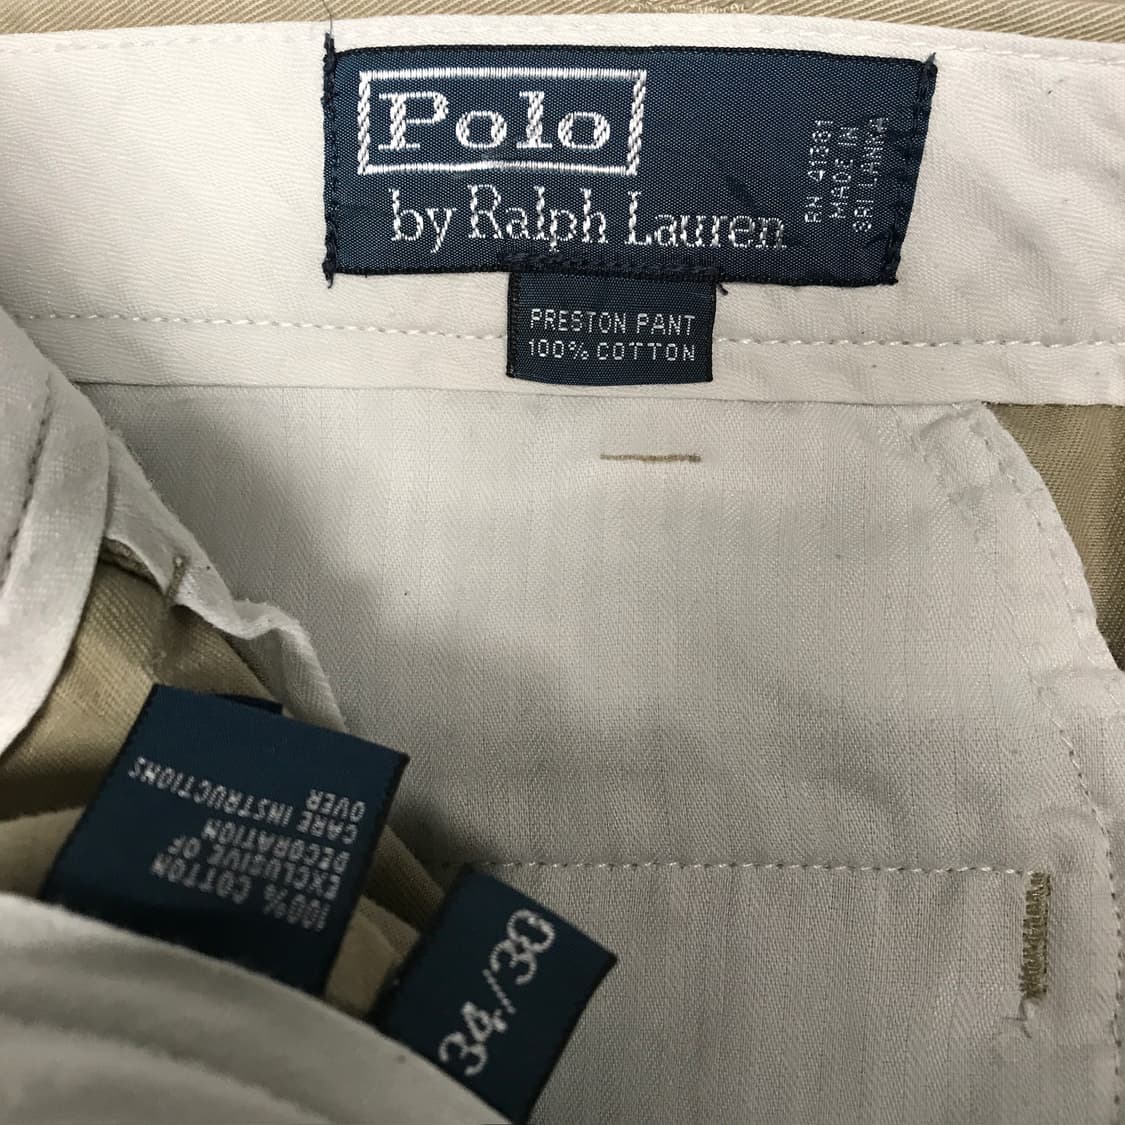 Polo
by Ralph Lauren
RN 41381
MADE IN
SRI LANKA
PRESTON PANT
100% COTTON
100% COTTON
EXCLUSIVE OF
DECORATION
CARE INSTRUCTIONS
OVER
34/30